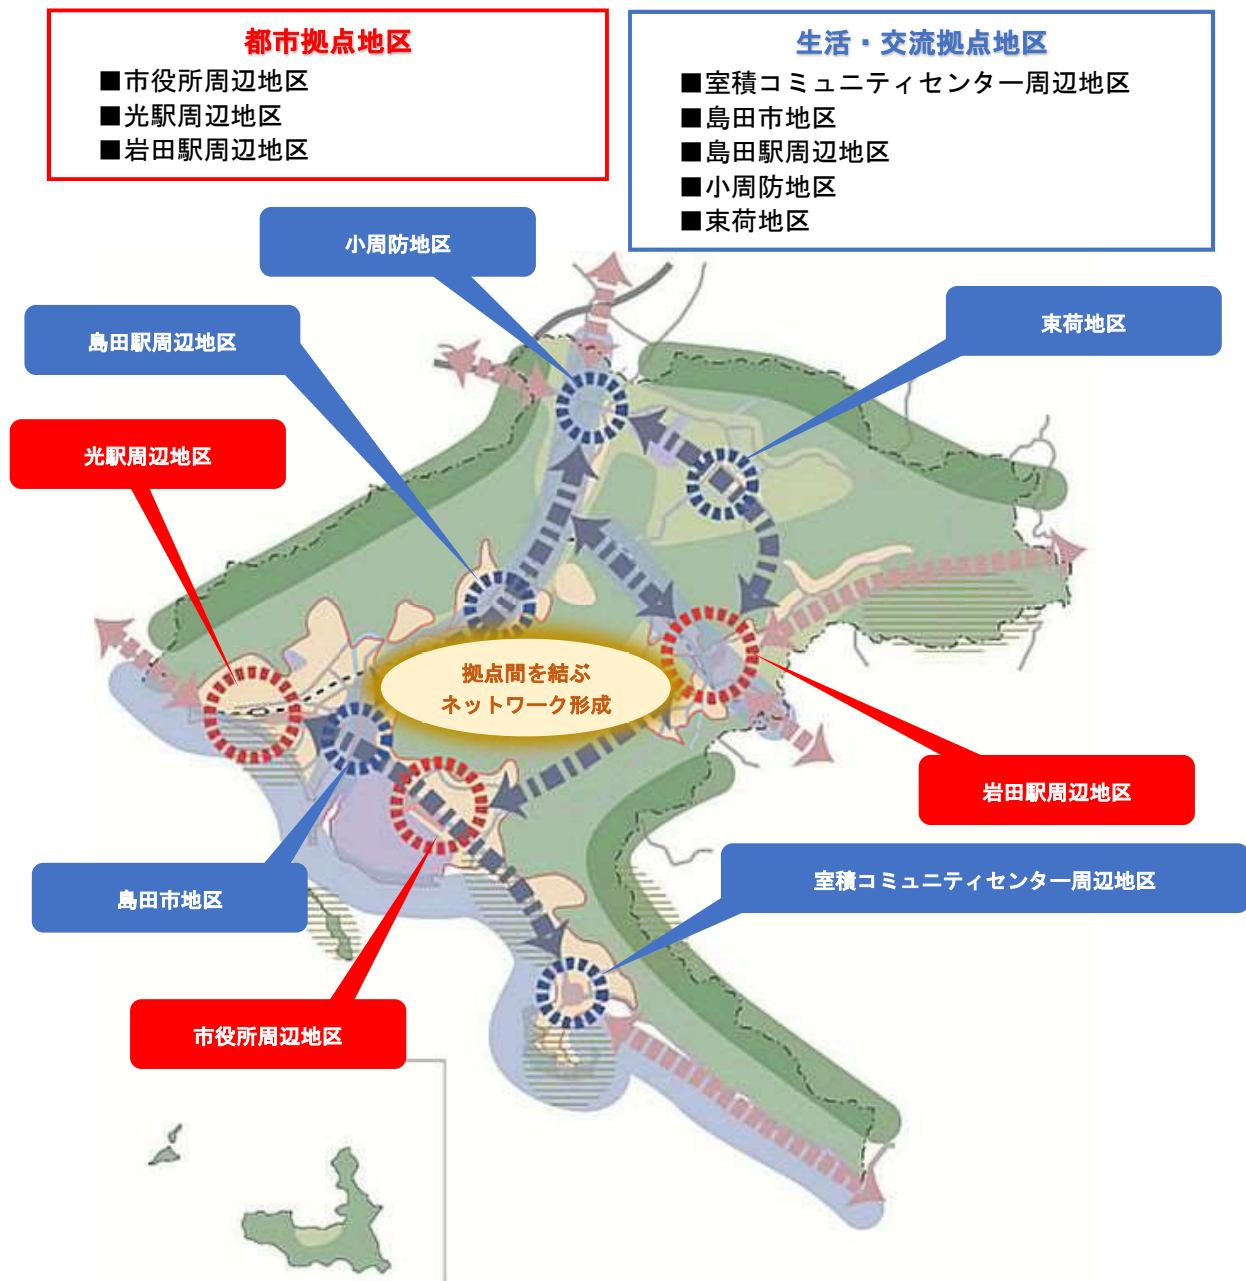 都市拠点地区
■市役所周辺地区
■光駅周辺地区
■岩田駅周辺地区
生活・交流拠点地区
■室積コミュニティセンター周辺地区
■島田市地区
■島田駅周辺地区
■小周防地区
■束荷地区
小周防地区
束荷地区
島田駅周辺地区
光駅周辺地区
拠点間を結ぶ
ネットワーク形成
岩田駅周辺地区
室積コミュニティセンター周辺地区
島田市地区
市役所周辺地区